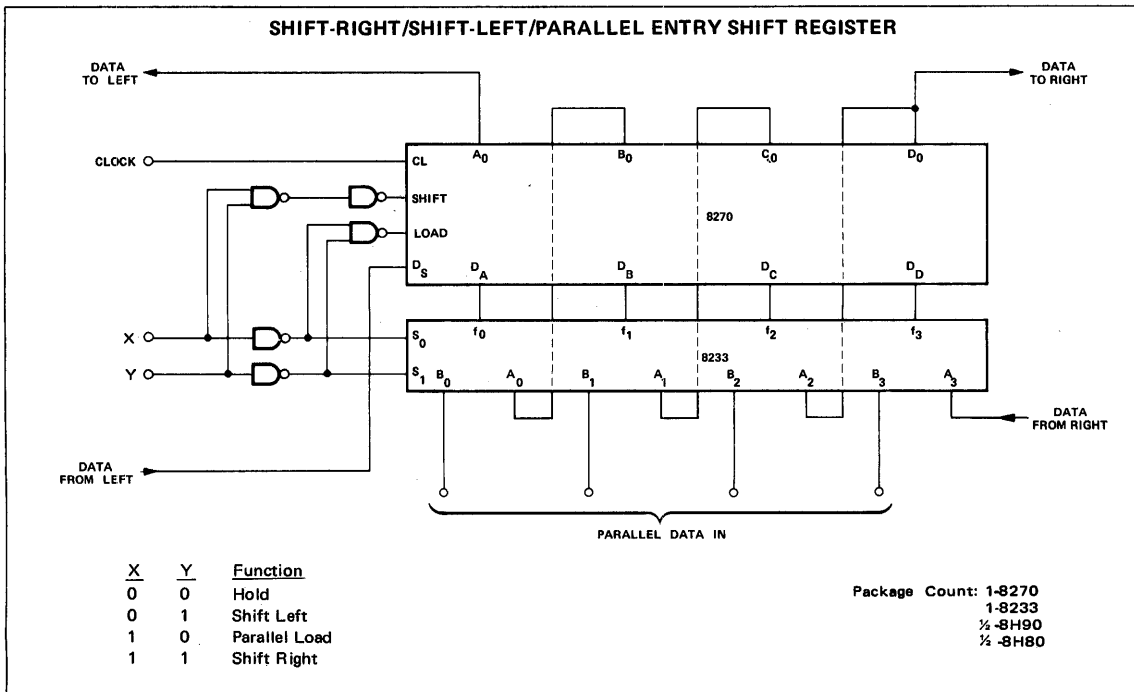 SHIFT-RIGHT/SHIFT-LEFT/PARALLEL ENTRY SHIFT REGISTER
DATA
TO LEFT
DATA
TO RIGHT
CLOCK
CL
A0
B0
C0
D0
SHIFT
8270
LOAD
DS
DA
DB
DC
DD
X
S0
f0
f1
f2
f3
8233
Y
S1
B0
A0
B1
A1
B2
A2
B3
A3
DATA
FROM RIGHT
DATA
FROM LEFT
PARALLEL DATA IN
X Y Function
0 0 Hold
0 1 Shift Left
1 0 Parallel Load
1 1 Shift Right
Package Count: 1-8270
1-8233
½ -8H90
½ -8H80